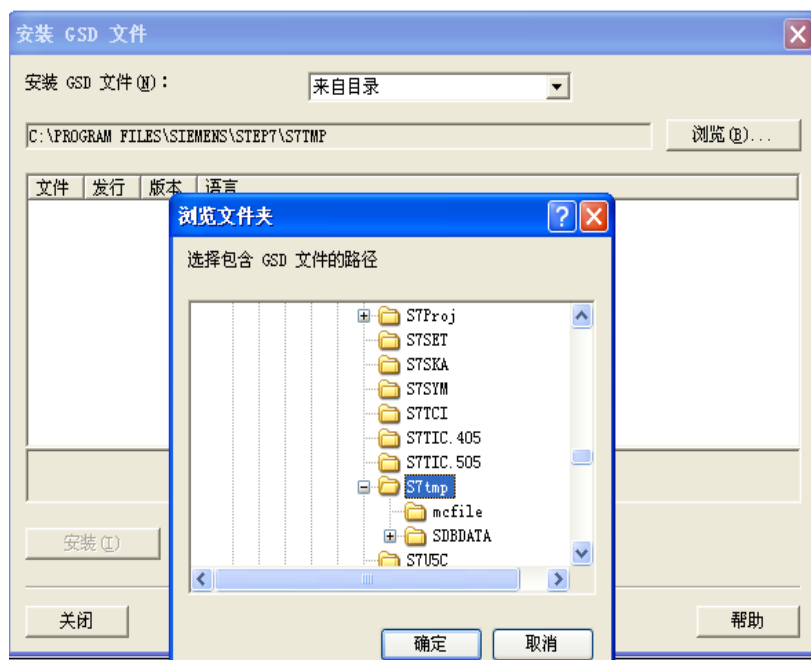 安装 GSD 文件
安装 GSD 文件(N)：
来自目录
C:\PROGRAM FILES\SIEMENS\STEP7\S7TMP
浏览(B)...
文件 发行 版本 语言
浏览文件夹
选择包含 GSD 文件的路径
S7Proj
S7SET
S7SKA
S7SYM
S7TCI
S7TIC.405
S7TIC.505
S7tmp
mcfile
SDBDATA
S7U5C
安装(I)
关闭
帮助
确定
取消